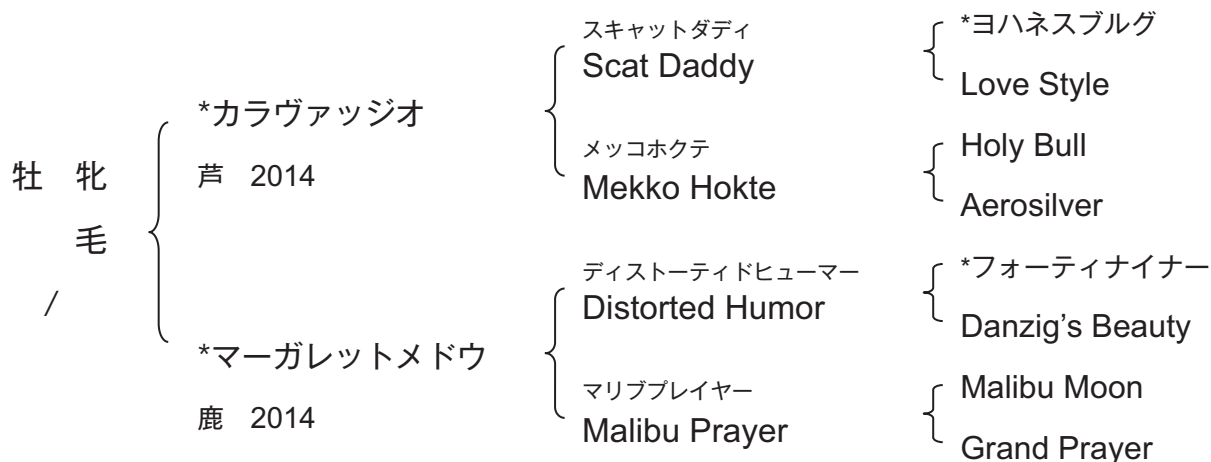 牡 牝
毛
/
*カラヴァッジオ
芦 2014
*マーガレットメドウ
鹿 2014
スキャットダディ
Scat Daddy
メッコホクテ
Mekko Hokte
ディストーティドヒューマー
Distorted Humor
マリブプレイヤー
Malibu Prayer
*ヨハネスブルグ
Love Style
Holy Bull
Aerosilver
*フォーティナイナー
Danzig's Beauty
Malibu Moon
Grand Prayer